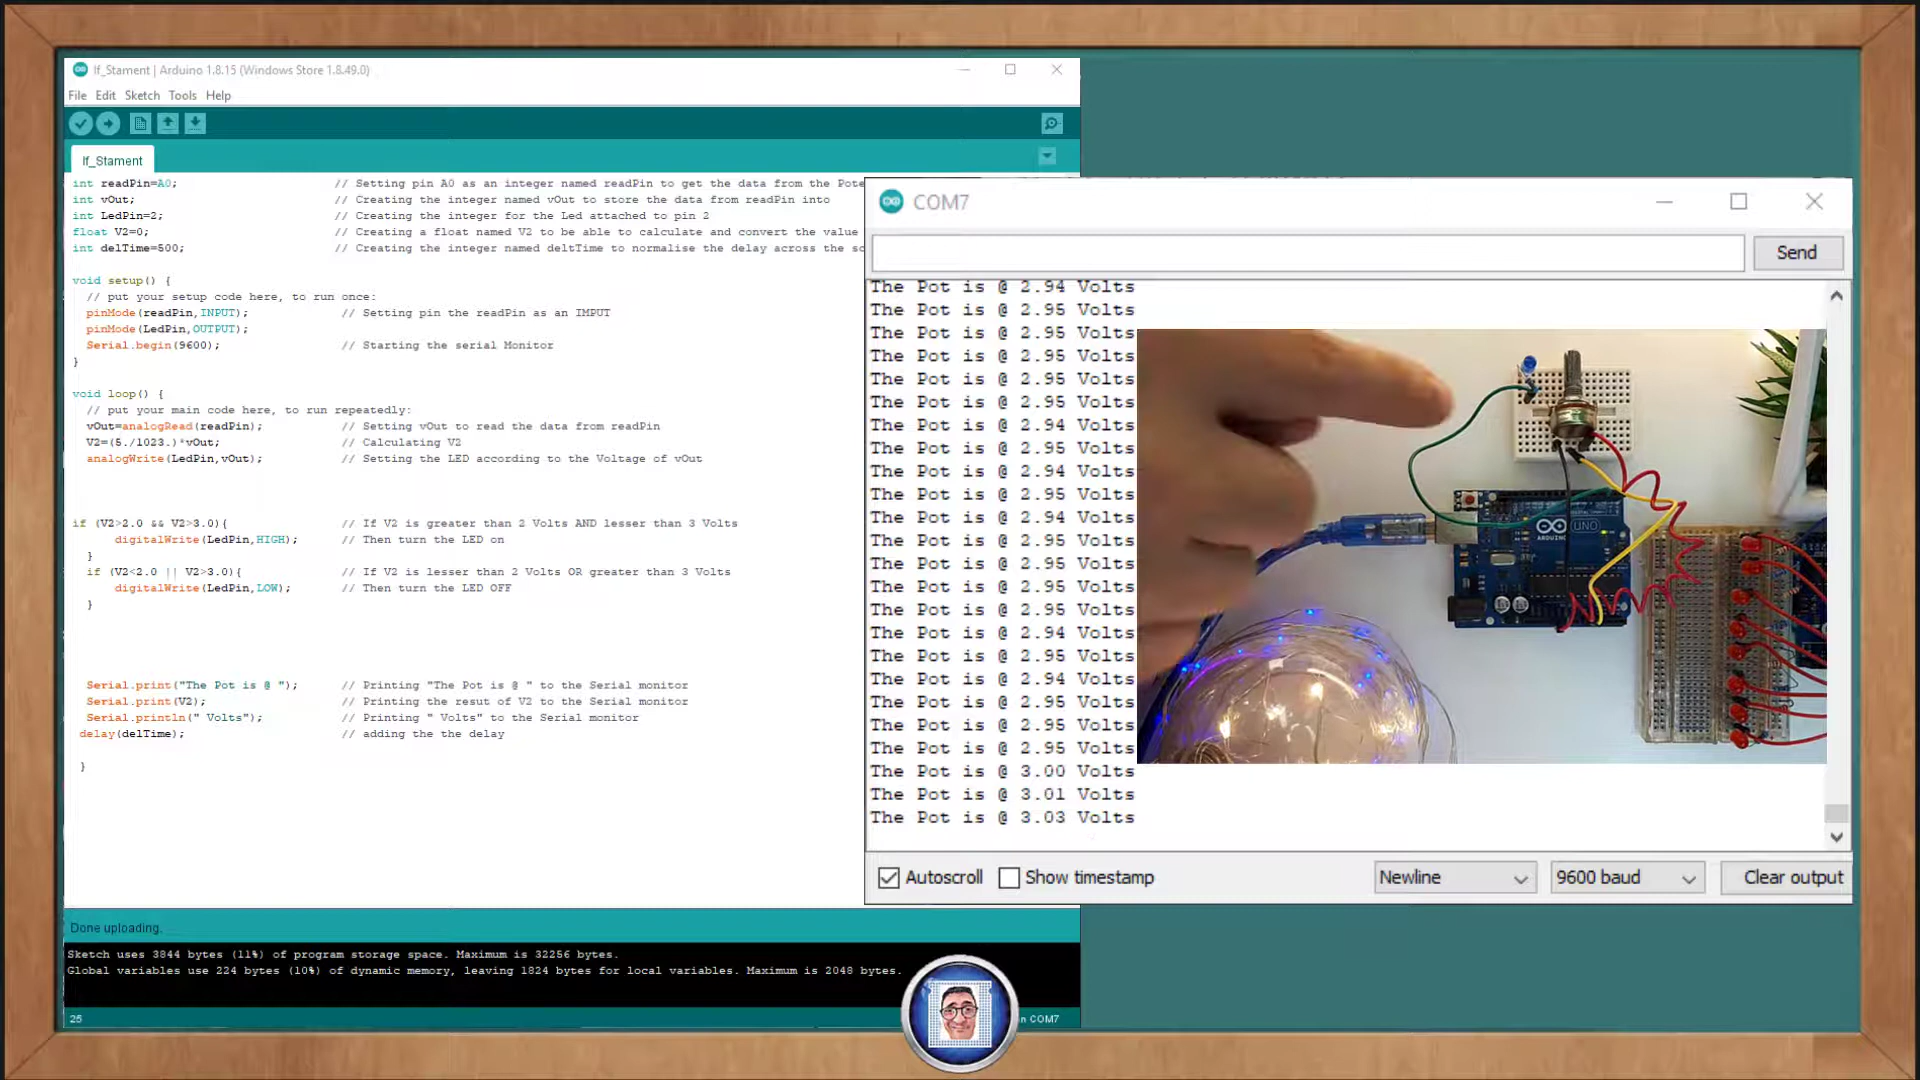 If_Stament | Arduino 1.8.15 (Windows Store 1.8.49.0)
File Edit Sketch Tools Help
If_Stament
int readPin=A0; // Setting pin A0 as an integer named readPin to get the data from the Pote
int vOut; // Creating the integer named vOut to store the data from readPin into
int LedPin=2; // Creating the integer for the Led attached to pin 2
float V2=0; // Creating a float named V2 to be able to calculate and convert the value
int delTime=500; // Creating the integer named deltTime to normalise the delay across the sc
void setup() {
// put your setup code here, to run once:
pinMode(readPin,INPUT); // Setting pin the readPin as an IMPUT
pinMode(LedPin,OUTPUT);
Serial.begin(9600); // Starting the serial Monitor
}
void loop() {
// put your main code here, to run repeatedly:
vOut=analogRead(readPin); // Setting vOut to read the data from readPin
V2=(5./1023.)*vOut; // Calculating V2
analogWrite(LedPin,vOut); // Setting the LED according to the Voltage of vOut
if (V2>2.0 && V2>3.0){ // If V2 is greater than 2 Volts AND lesser than 3 Volts
digitalWrite(LedPin,HIGH); // Then turn the LED on
}
if (V2<2.0 || V2>3.0){ // If V2 is lesser than 2 Volts OR greater than 3 Volts
digitalWrite(LedPin,LOW); // Then turn the LED OFF
}
Serial.print("The Pot is @ "); // Printing "The Pot is @ " to the Serial monitor
Serial.print(V2); // Printing the resut of V2 to the Serial monitor
Serial.println(" Volts"); // Printing " Volts" to the Serial monitor
delay(delTime); // adding the the delay
}
Done uploading.
Sketch uses 3844 bytes (11%) of program storage space. Maximum is 32256 bytes.
Global variables use 224 bytes (10%) of dynamic memory, leaving 1824 bytes for local variables. Maximum is 2048 bytes.
25
n COM7
COM7
Send
The Pot is @ 2.94 Volts
The Pot is @ 2.95 Volts
The Pot is @ 2.95 Volts
The Pot is @ 2.95 Volts
The Pot is @ 2.95 Volts
The Pot is @ 2.95 Volts
The Pot is @ 2.94 Volts
The Pot is @ 2.95 Volts
The Pot is @ 2.94 Volts
The Pot is @ 2.95 Volts
The Pot is @ 2.94 Volts
The Pot is @ 2.95 Volts
The Pot is @ 2.95 Volts
The Pot is @ 2.95 Volts
The Pot is @ 2.95 Volts
The Pot is @ 2.94 Volts
The Pot is @ 2.95 Volts
The Pot is @ 2.94 Volts
The Pot is @ 2.95 Volts
The Pot is @ 2.95 Volts
The Pot is @ 2.95 Volts
The Pot is @ 3.00 Volts
The Pot is @ 3.01 Volts
The Pot is @ 3.03 Volts
UNO
ARDUINO
Autoscroll Show timestamp Newline 9600 baud Clear output